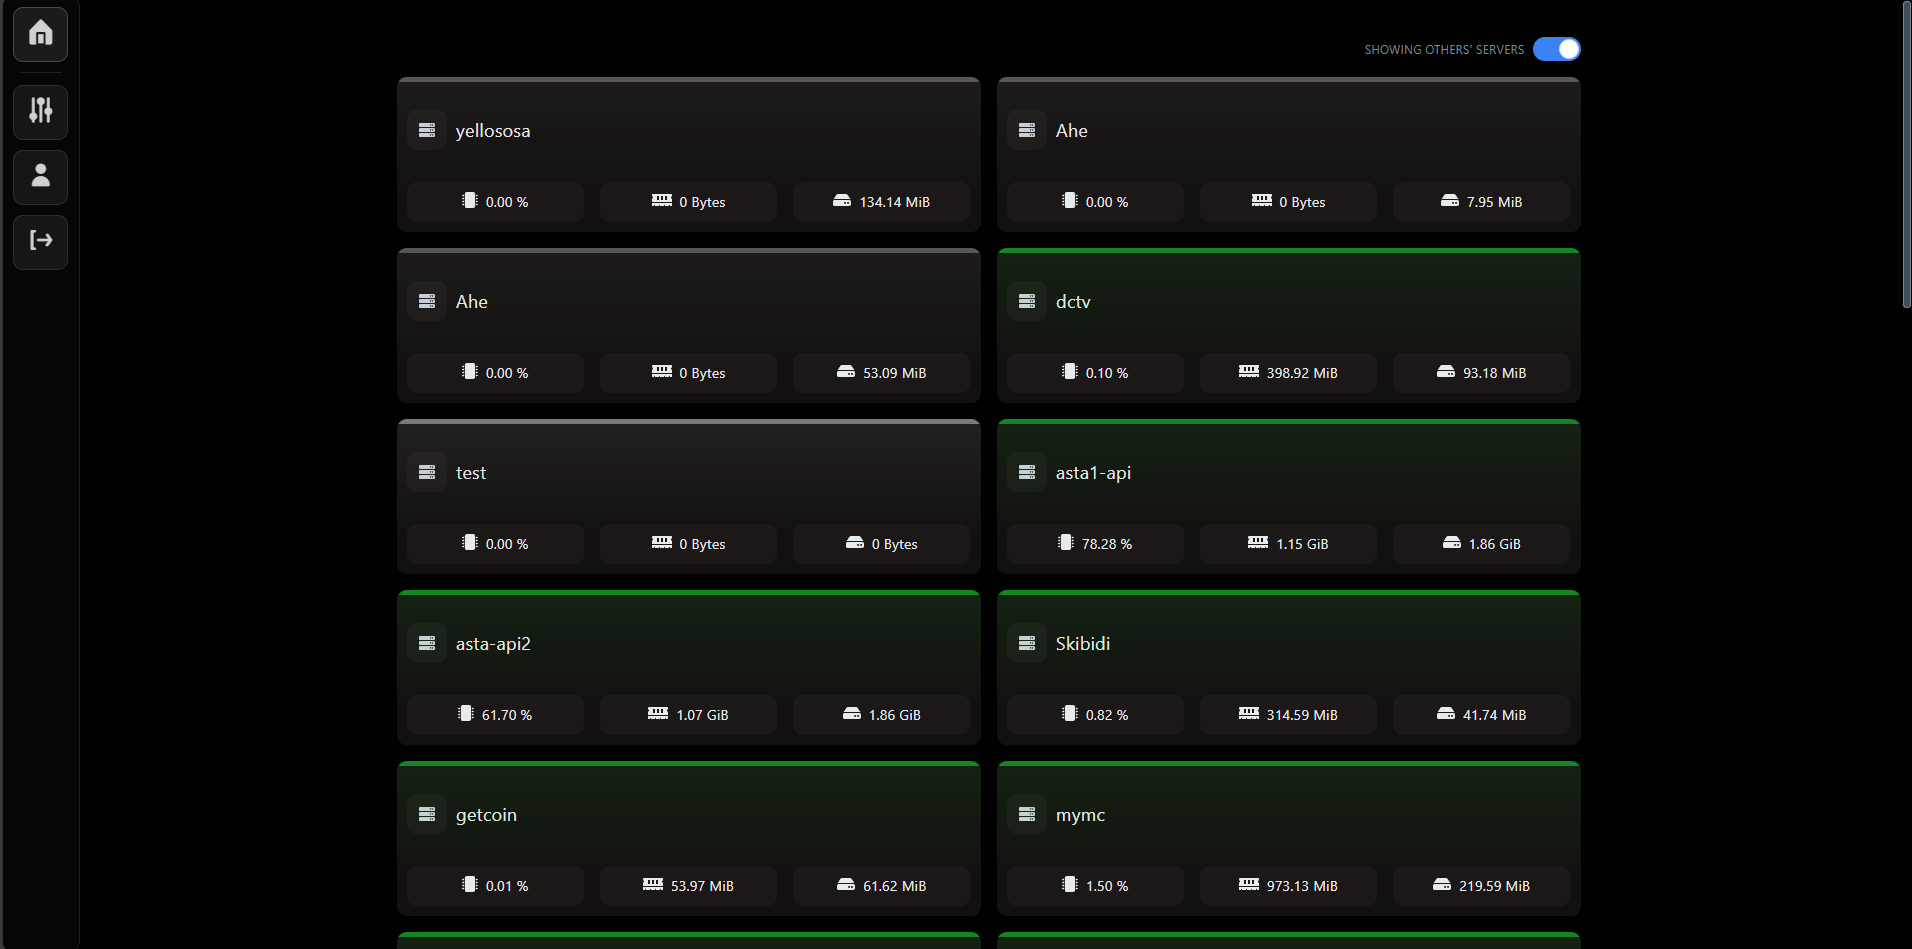 SHOWING OTHERS' SERVERS
yellososa
0.00 %
0 Bytes
134.14 MiB
Ahe
0.00 %
0 Bytes
7.95 MiB
Ahe
0.00 %
0 Bytes
53.09 MiB
dctv
0.10 %
398.92 MiB
93.18 MiB
test
0.00 %
0 Bytes
0 Bytes
asta1-api
78.28 %
1.15 GiB
1.86 GiB
asta-api2
61.70 %
1.07 GiB
1.86 GiB
Skibidi
0.82 %
314.59 MiB
41.74 MiB
getcoin
0.01 %
53.97 MiB
61.62 MiB
mymc
1.50 %
973.13 MiB
219.59 MiB